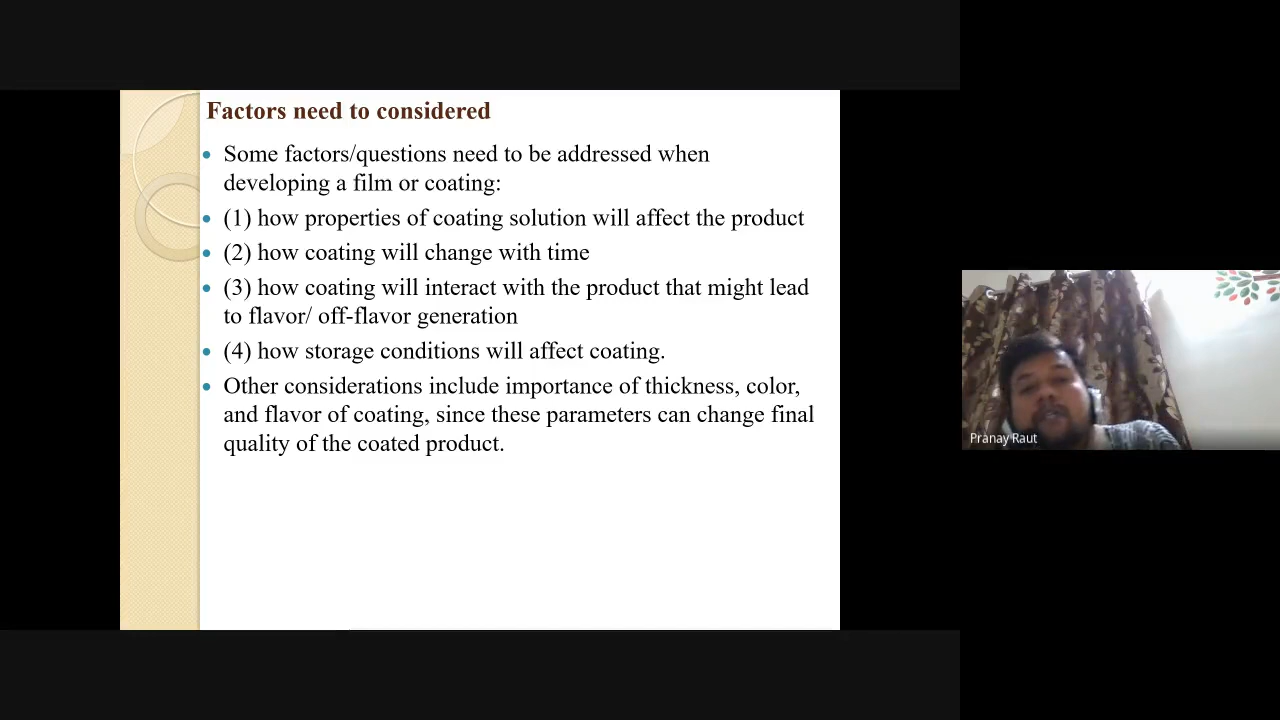 Factors need to considered
Some factors/questions need to be addressed when
developing a film or coating:
(1) how properties of coating solution will affect the product
(2) how coating will change with time
(3) how coating will interact with the product that might lead
to flavor/ off-flavor generation
(4) how storage conditions will affect coating.
Other considerations include importance of thickness, color,
and flavor of coating, since these parameters can change final
quality of the coated product.
Pranay Raut